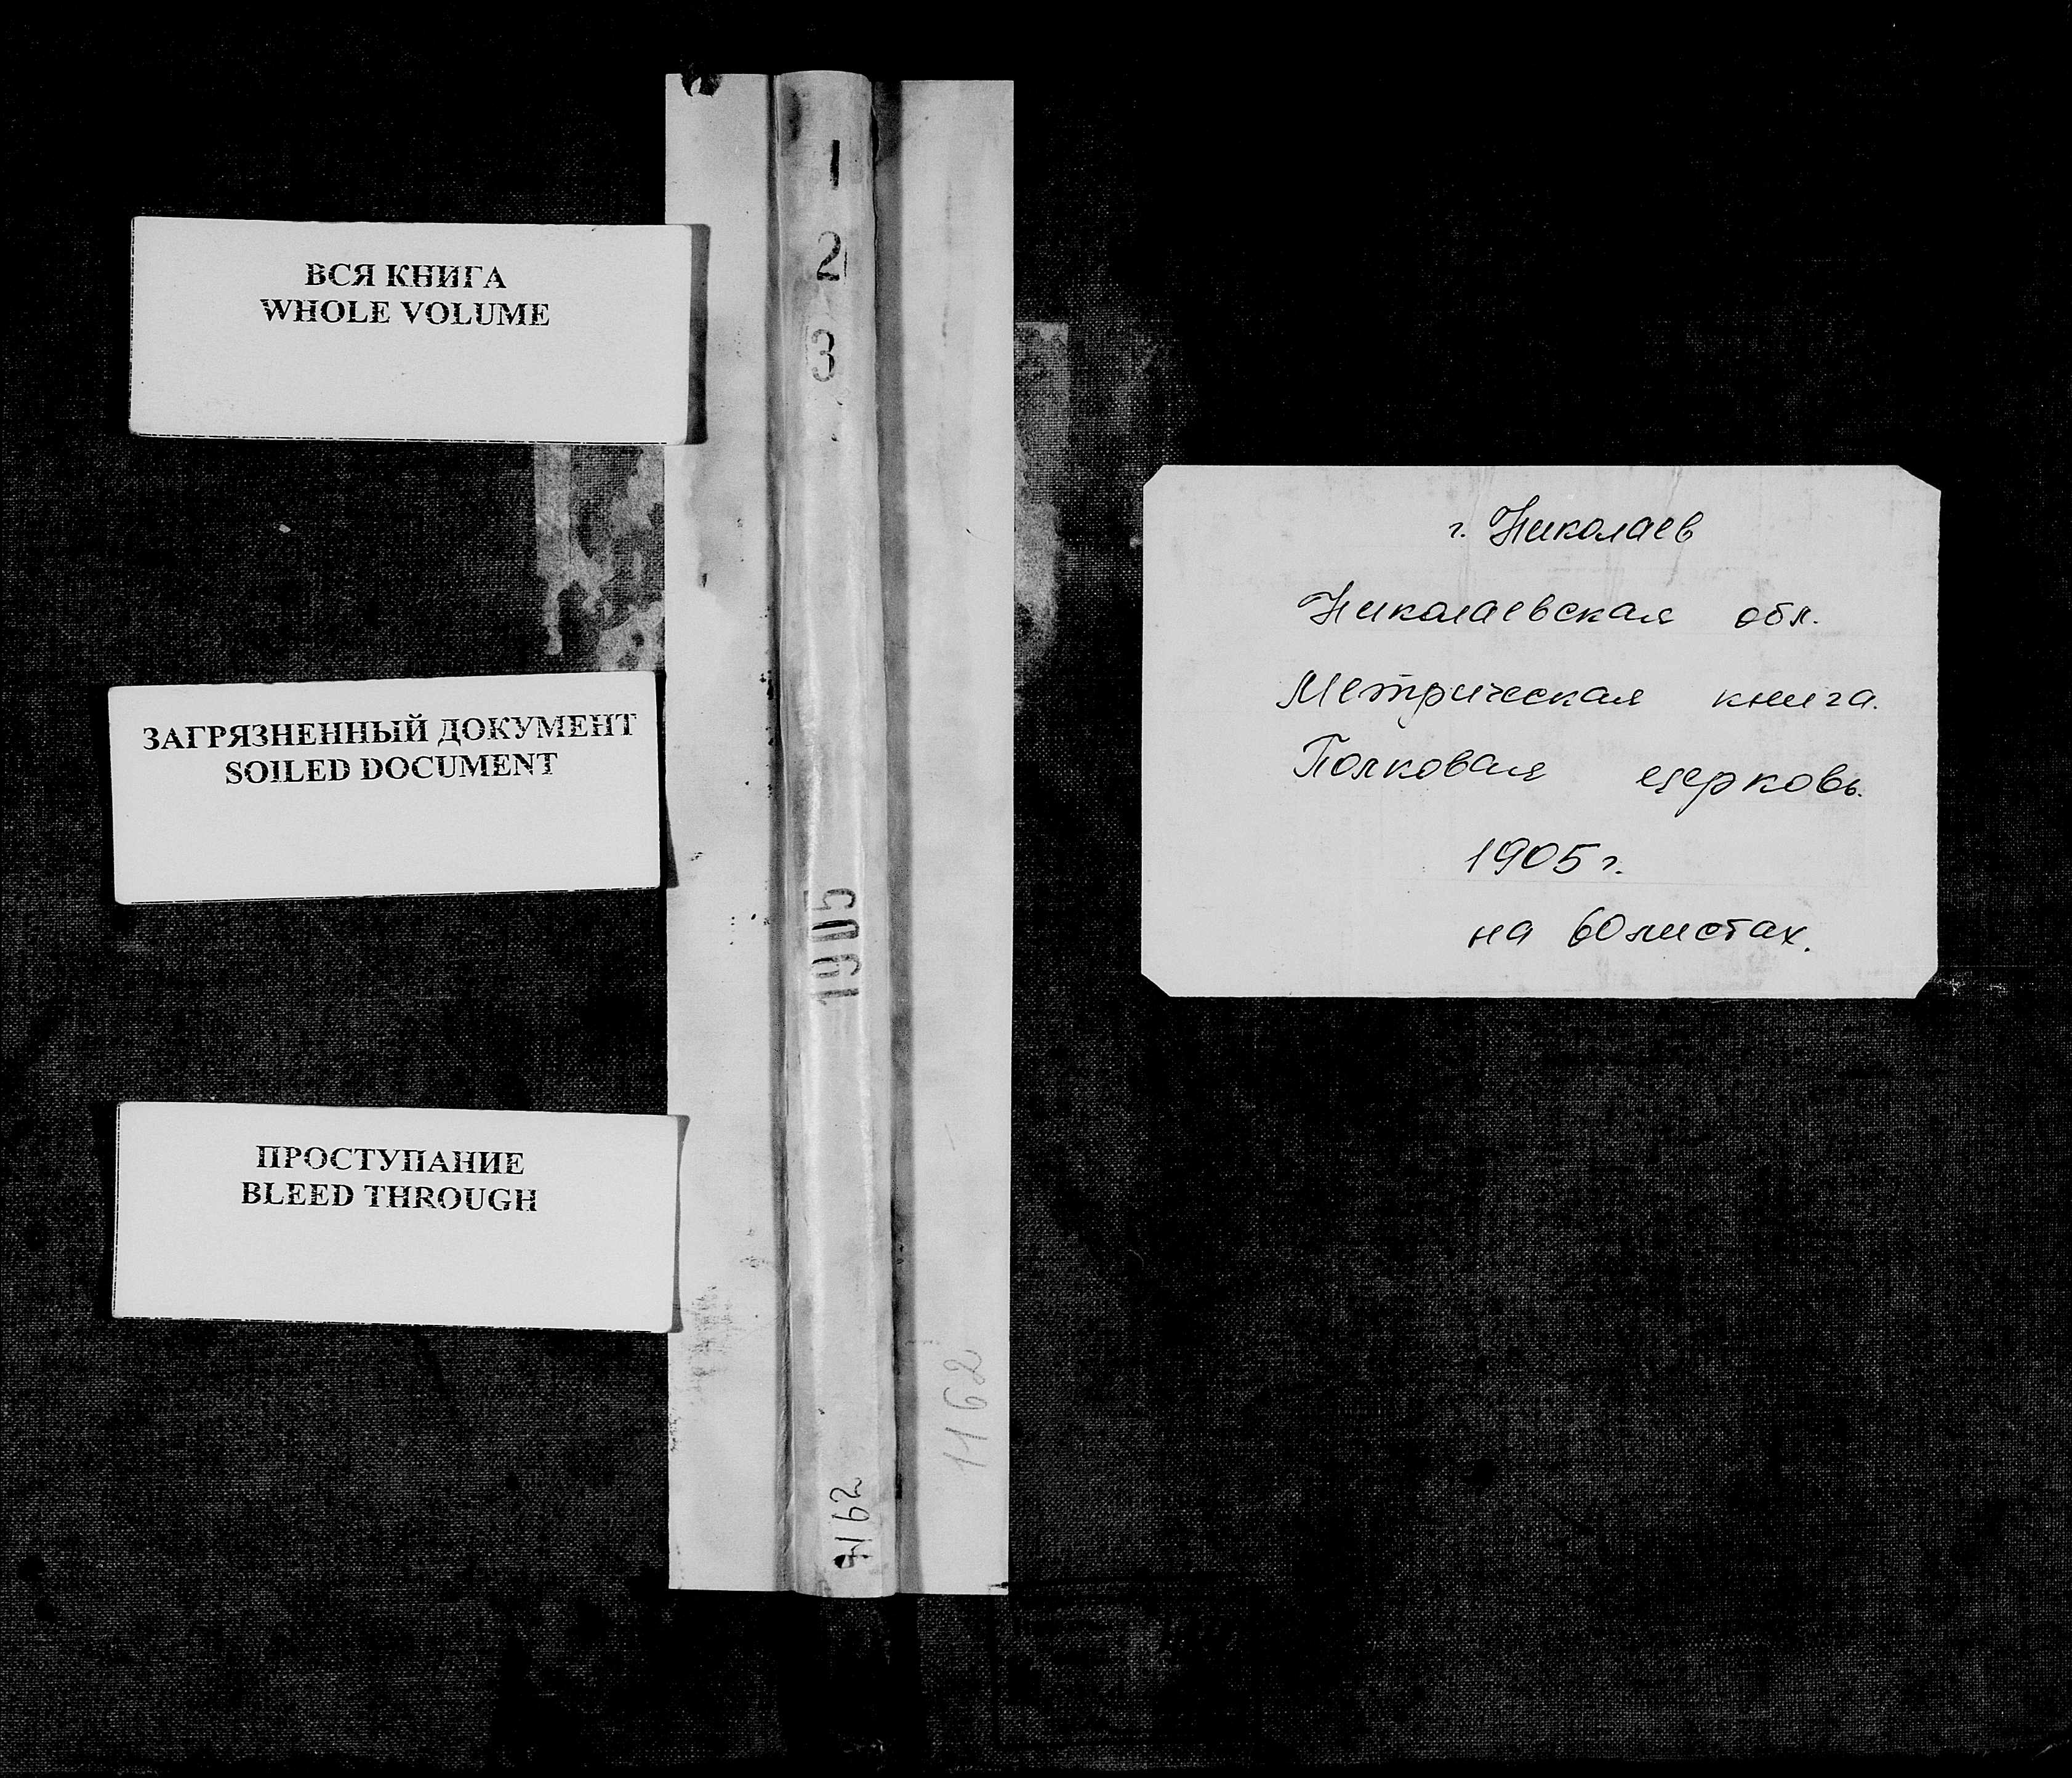 ВСЯ КНИГА
WHOLE VOLUME
ЗАГРЯЗНЕННЫЙ ДОКУМЕНТ
SOILED DOCUMENT
ПРОСТУПАНИЕ
BLEED THROUGH
1
2
3
1905
1162
г. Николаев
Николаевская обл.
Метрическая книга.
Полковая церковь.
1905 г.
на 60 листах.